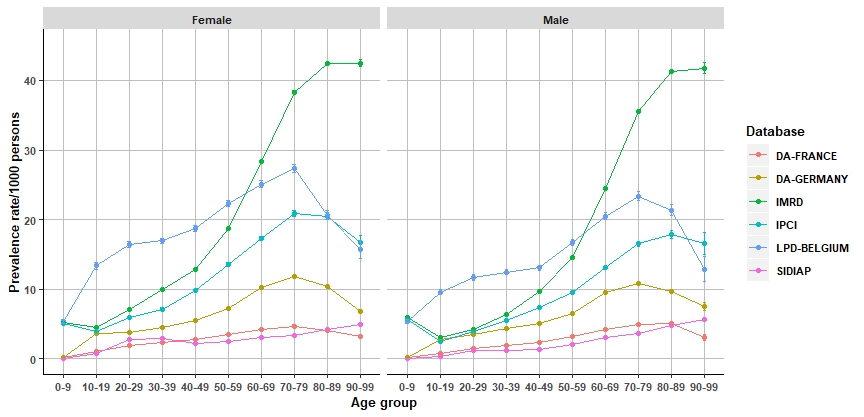 Female Male
Prevalence rate/1000 persons
40
30
20
10
0
0-9 10-19 20-29 30-39 40-49 50-59 60-69 70-79 80-89 90-99 0-9 10-19 20-29 30-39 40-49 50-59 60-69 70-79 80-89 90-99
Age group
Database
DA-FRANCE
DA-GERMANY
IMRD
IPCI
LPD-BELGIUM
SIDIAP